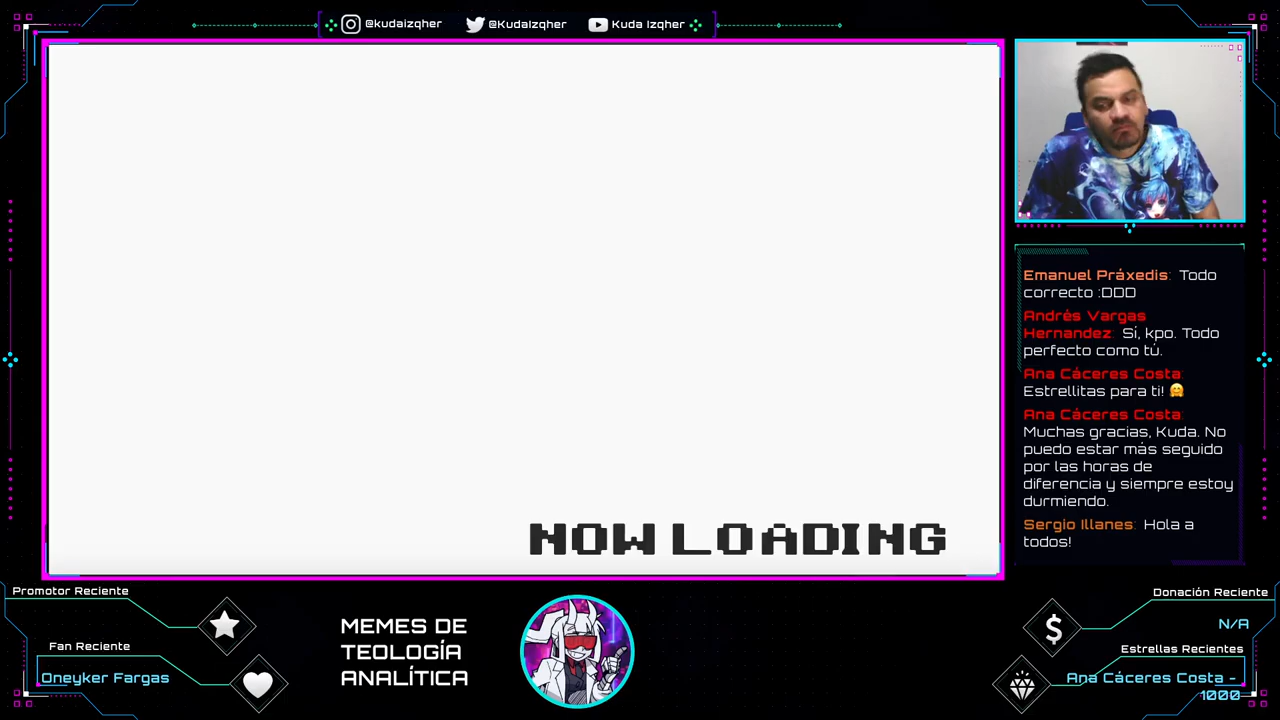 @kudaizqher @KudaIzqher Kuda Izqher
NOW LOADING
Emanuel Práxedis: Todo
correcto :DDD
Andrés Vargas
Hernandez: Sí, kpo. Todo
perfecto como tú.
Ana Cáceres Costa:
Estrellitas para ti! 🤗
Ana Cáceres Costa:
Muchas gracias, Kuda. No
puedo estar más seguido
por las horas de
diferencia y siempre estoy
durmiendo.
Sergio Illanes: Hola a
todos!
Promotor Reciente
Fan Reciente
Oneyker Fargas
MEMES DE
TEOLOGÍA
ANALÍTICA
Donación Reciente
N/A
Estrellas Recientes
Ana Cáceres Costa -
1000